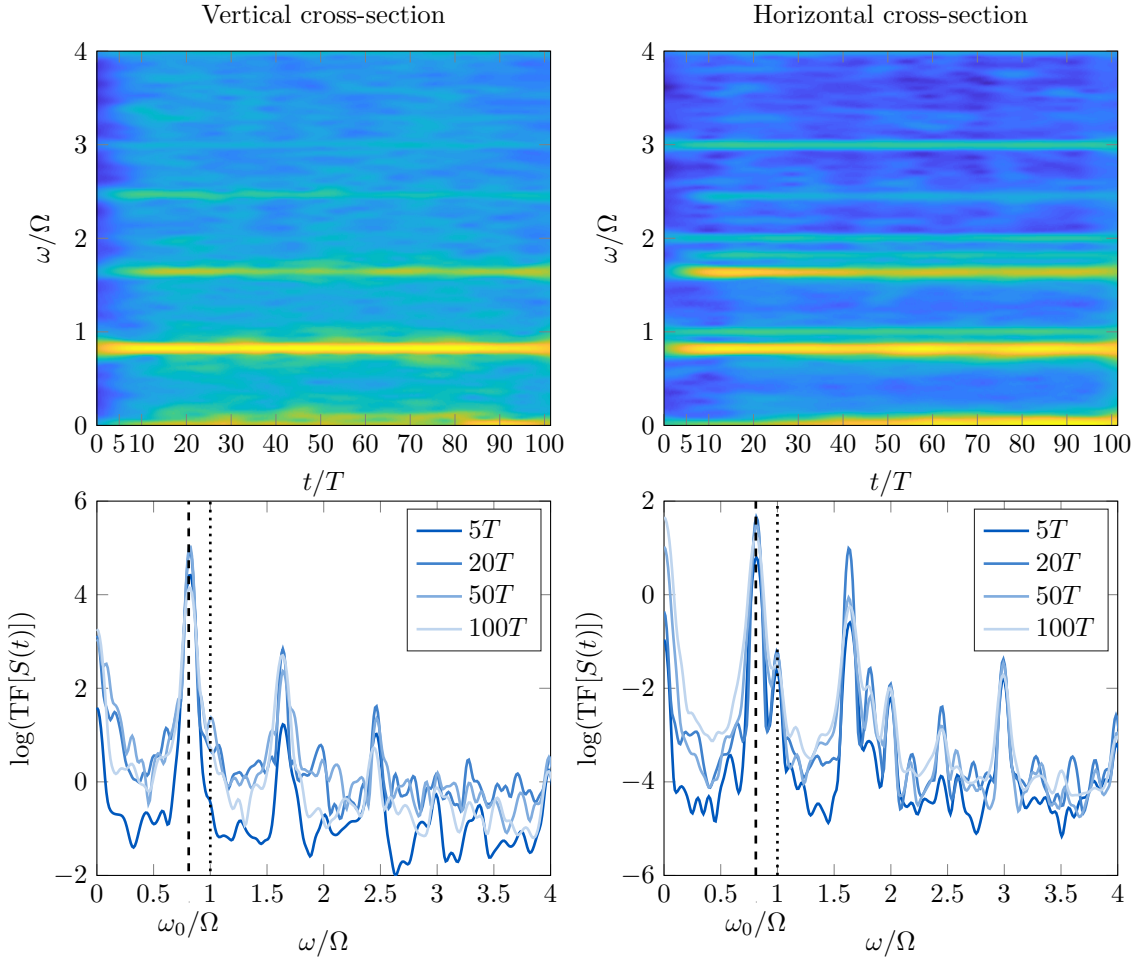 Vertical cross-section
Horizontal cross-section
4
3
2
1
0
ω/Ω
0 5 10 20 30 40 50 60 70 80 90 100
t/T
4
3
2
1
0
ω/Ω
0 5 10 20 30 40 50 60 70 80 90 100
t/T
6
4
2
0
−2
log(TF[S(t)])
5T
20T
50T
100T
0 0.5 1 1.5 2 2.5 3 3.5 4
ω₀/Ω
ω/Ω
2
0
−2
−4
−6
log(TF[S(t)])
5T
20T
50T
100T
0 0.5 1 1.5 2 2.5 3 3.5 4
ω₀/Ω
ω/Ω